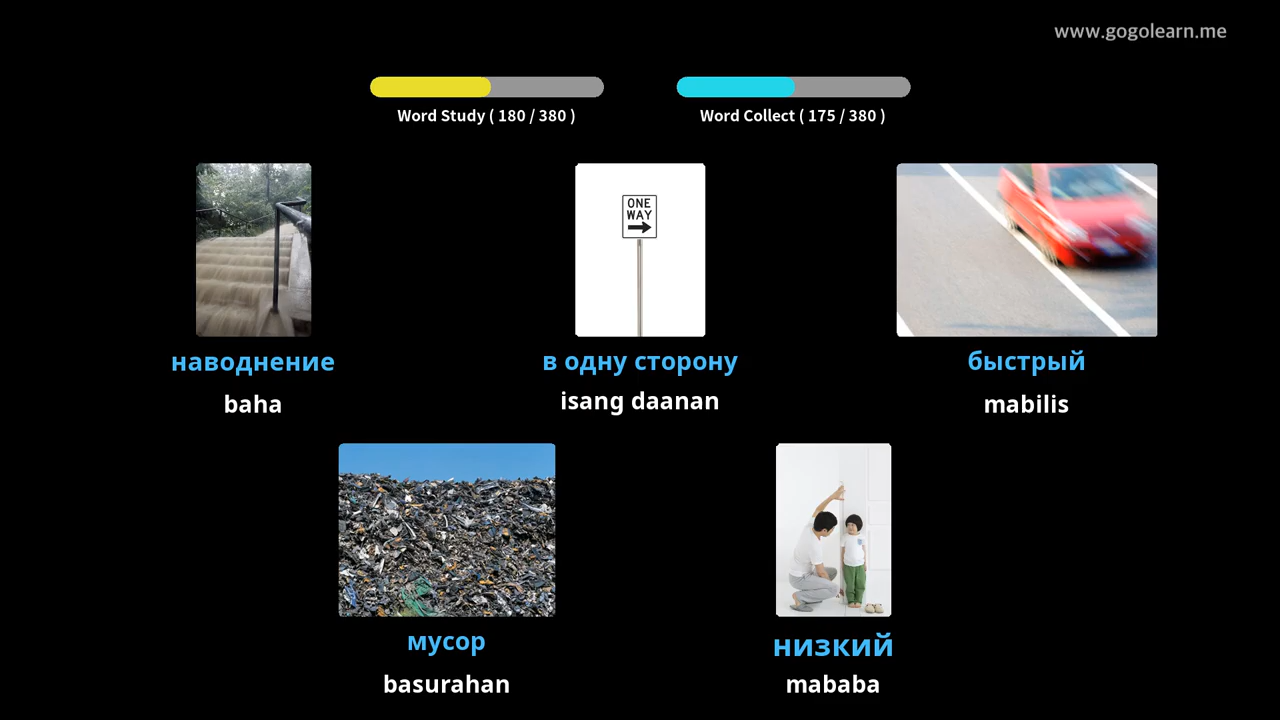 www.gogolearn.me
Word Study ( 180 / 380 )
Word Collect ( 175 / 380 )
ONE
WAY
наводнение
в одну сторону
быстрый
baha
isang daanan
mabilis
мусор
низкий
basurahan
mababa